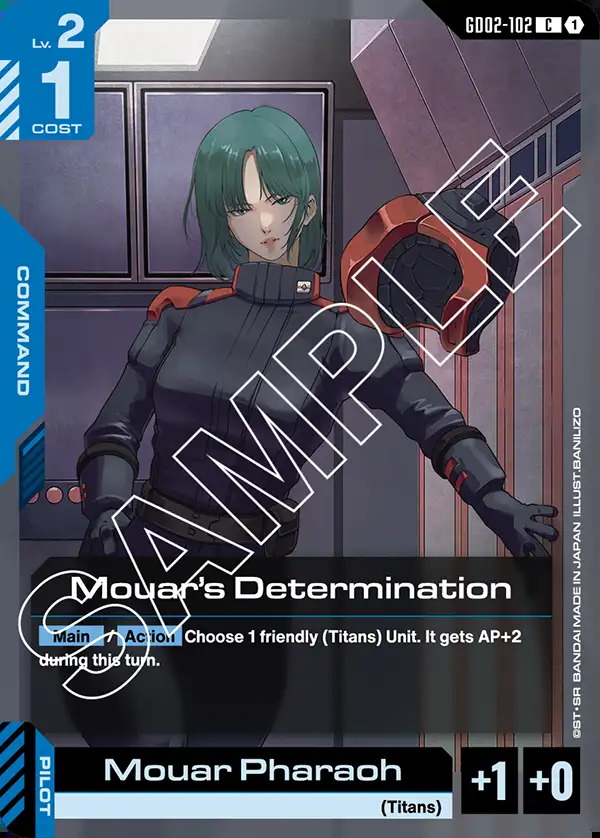 GD02-102 C 1
Lv. 2
1
COST
COMMAND
SAMPLE
Mouar's Determination
Main / Action Choose 1 friendly (Titans) Unit. It gets AP+2
during this turn.
©ST・SR BANDAI MADE IN JAPAN ILLUST.BANILIZO
PILOT
Mouar Pharaoh
(Titans)
+1 +0